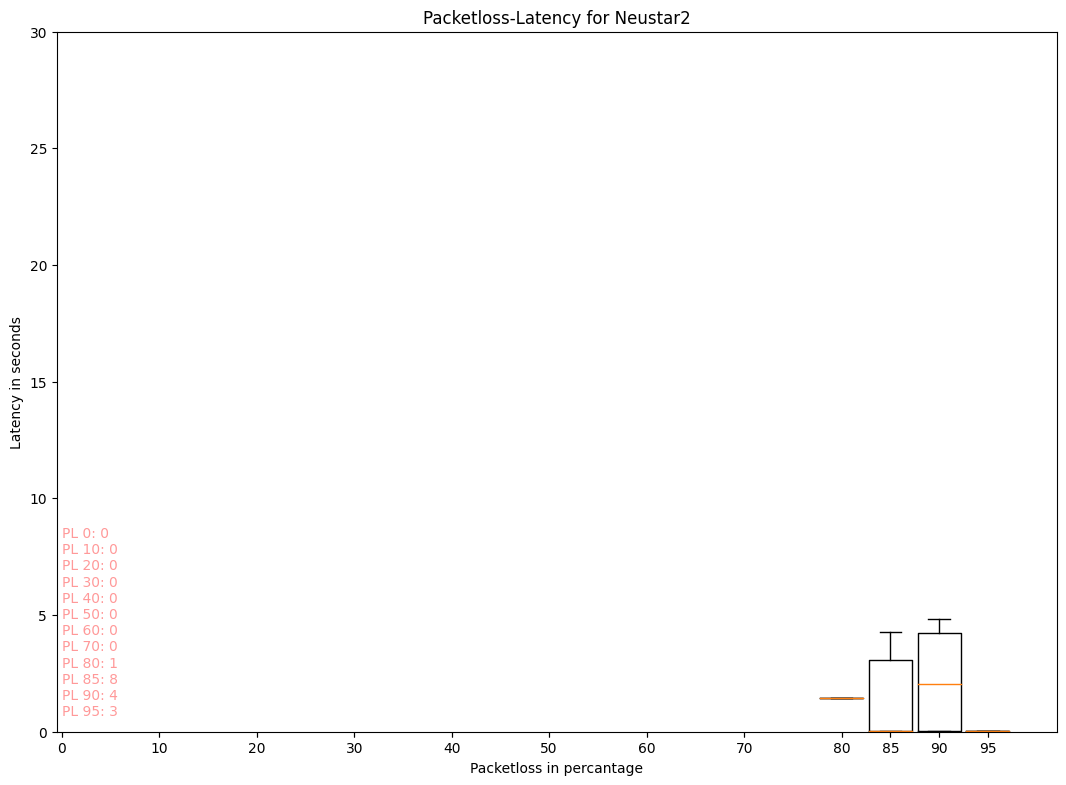 Packetloss-Latency for Neustar2
30
25
20
15
10
5
0
Latency in seconds
PL 0: 0
PL 10: 0
PL 20: 0
PL 30: 0
PL 40: 0
PL 50: 0
PL 60: 0
PL 70: 0
PL 80: 1
PL 85: 8
PL 90: 4
PL 95: 3
0 10 20 30 40 50 60 70 80 85 90 95
Packetloss in percantage